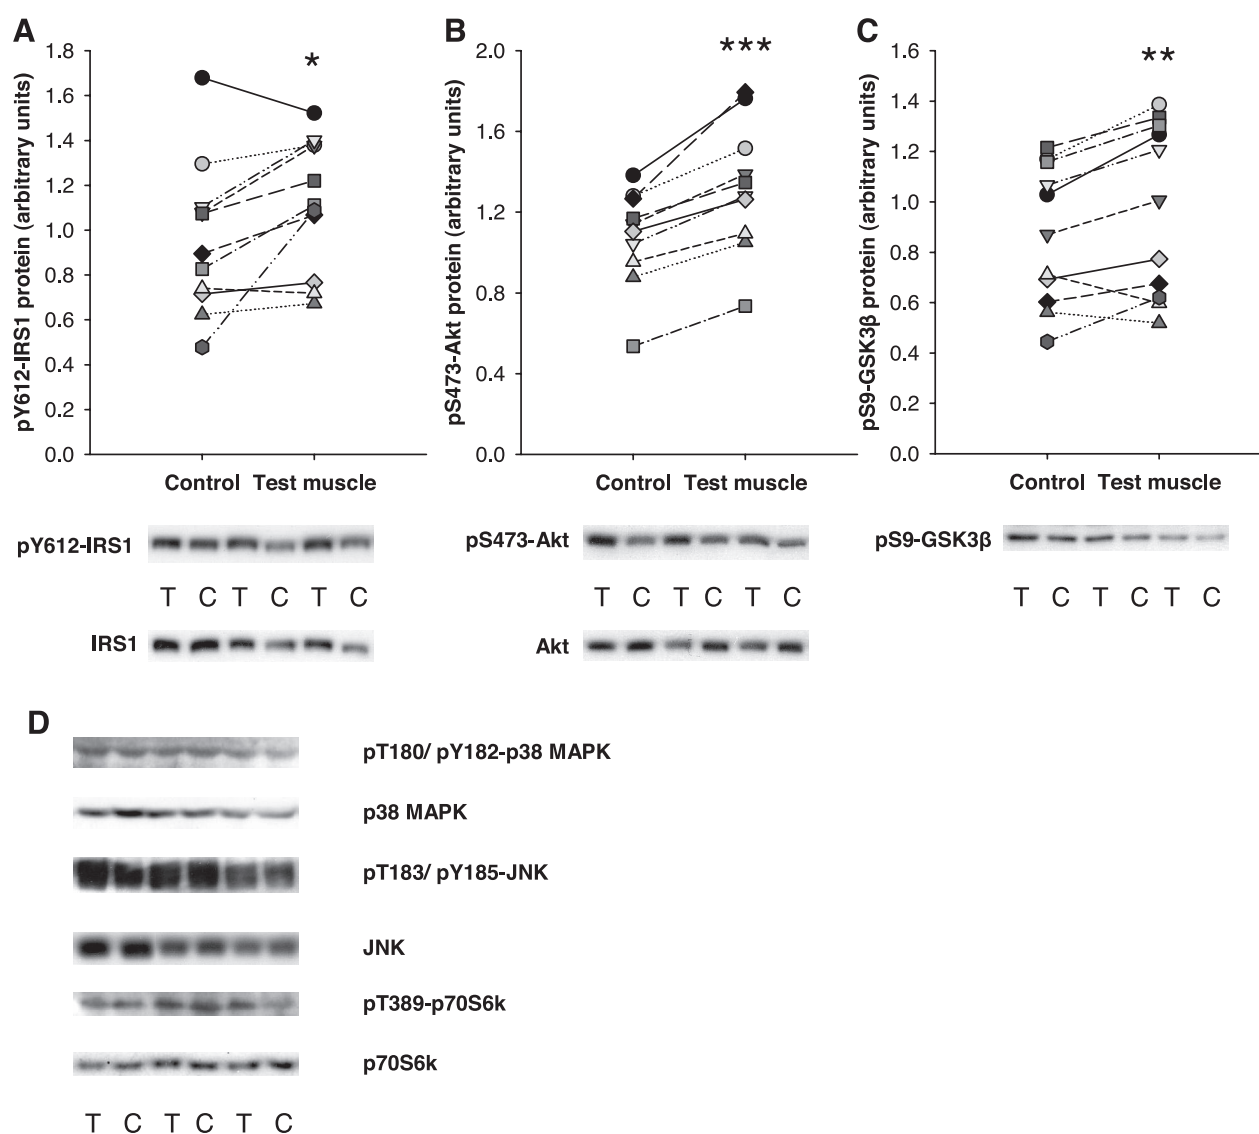 A
B
C
pY612-IRS1 protein (arbitrary units)
1.8
1.6
1.4
1.2
1.0
0.8
0.6
0.4
0.2
0.0
*
Control Test muscle
pS473-Akt protein (arbitrary units)
2.0
1.6
1.2
0.8
0.4
0.0
***
Control Test muscle
pS9-GSK3β protein (arbitrary units)
1.6
1.4
1.2
1.0
0.8
0.6
0.4
0.2
0.0
**
Control Test muscle
pY612-IRS1
T C T C T C
IRS1
pS473-Akt
T C T C T C
Akt
pS9-GSK3β
T C T C T C
D
pT180/ pY182-p38 MAPK
p38 MAPK
pT183/ pY185-JNK
JNK
pT389-p70S6k
p70S6k
T C T C T C